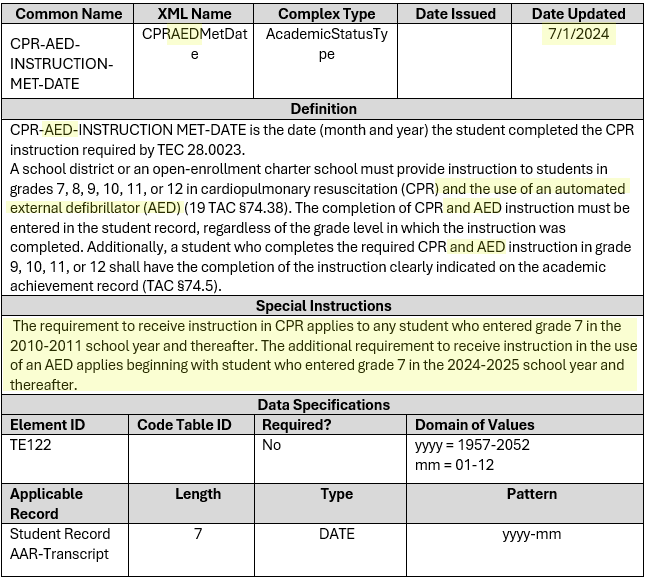 Common Name XML Name Complex Type Date Issued Date Updated
CPR-AED-
INSTRUCTION-
MET-DATE
CPRAEDMetDat
e
AcademicStatusTy
pe
7/1/2024
Definition
CPR-AED-INSTRUCTION MET-DATE is the date (month and year) the student completed the CPR
instruction required by TEC 28.0023.
A school district or an open-enrollment charter school must provide instruction to students in
grades 7, 8, 9, 10, 11, or 12 in cardiopulmonary resuscitation (CPR) and the use of an automated
external defibrillator (AED) (19 TAC §74.38). The completion of CPR and AED instruction must be
entered in the student record, regardless of the grade level in which the instruction was
completed. Additionally, a student who completes the required CPR and AED instruction in grade
9, 10, 11, or 12 shall have the completion of the instruction clearly indicated on the academic
achievement record (TAC §74.5).
Special Instructions
The requirement to receive instruction in CPR applies to any student who entered grade 7 in the
2010-2011 school year and thereafter. The additional requirement to receive instruction in the use
of an AED applies beginning with student who entered grade 7 in the 2024-2025 school year and
thereafter.
Data Specifications
Element ID Code Table ID Required? Domain of Values
TE122 No yyyy = 1957-2052
mm = 01-12
Applicable
Record
Length Type Pattern
Student Record
AAR-Transcript
7 DATE yyyy-mm